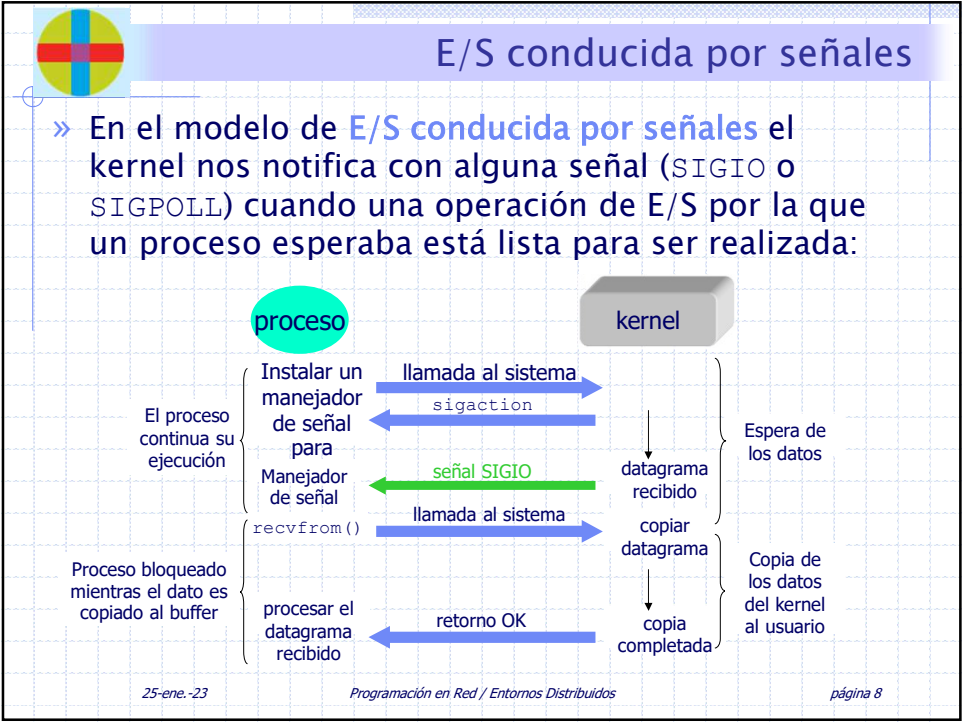 E/S conducida por señales
» En el modelo de E/S conducida por señales el
kernel nos notifica con alguna señal (SIGIO o
SIGPOLL) cuando una operación de E/S por la que
un proceso esperaba está lista para ser realizada:
proceso
kernel
Instalar un
manejador
de señal
para
llamada al sistema
sigaction
El proceso
continua su
ejecución
Espera de
los datos
Manejador
de señal
señal SIGIO
datagrama
recibido
recvfrom()
llamada al sistema
copiar
datagrama
Proceso bloqueado
mientras el dato es
copiado al buffer
Copia de
los datos
del kernel
al usuario
procesar el
datagrama
recibido
retorno OK
copia
completada
25-ene.-23
Programación en Red / Entornos Distribuidos
página 8